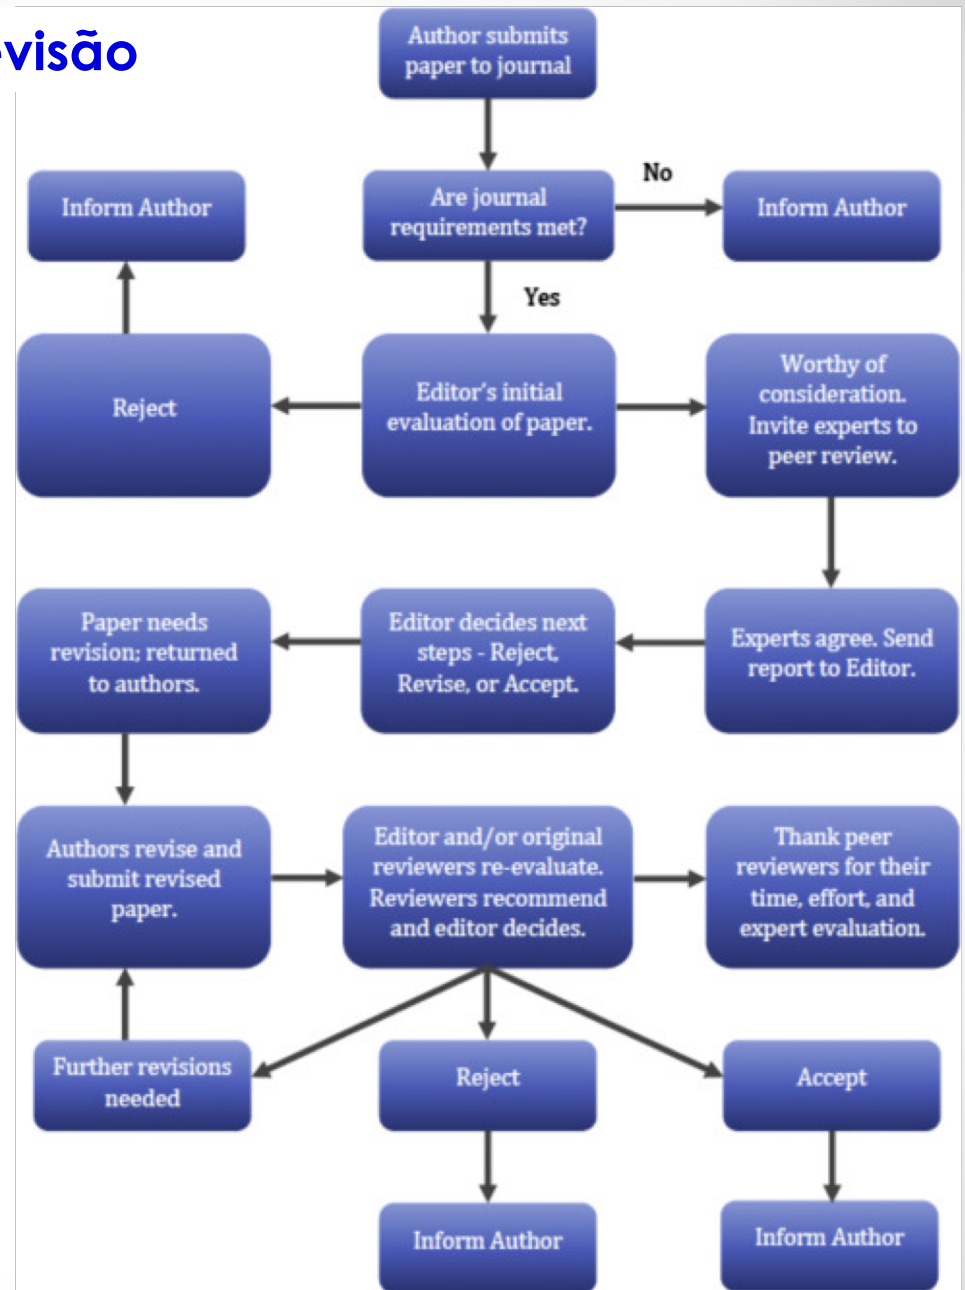 evisão
Author submits
paper to journal
Inform Author
Are journal
requirements met?
No
Inform Author
Yes
Reject
Editor's initial
evaluation of paper.
Worthy of
consideration.
Invite experts to
peer review.
Paper needs
revision; returned
to authors.
Editor decides next
steps - Reject,
Revise, or Accept.
Experts agree. Send
report to Editor.
Authors revise and
submit revised
paper.
Editor and/or original
reviewers re-evaluate.
Reviewers recommend
and editor decides.
Thank peer
reviewers for their
time, effort, and
expert evaluation.
Further revisions
needed
Reject
Accept
Inform Author
Inform Author